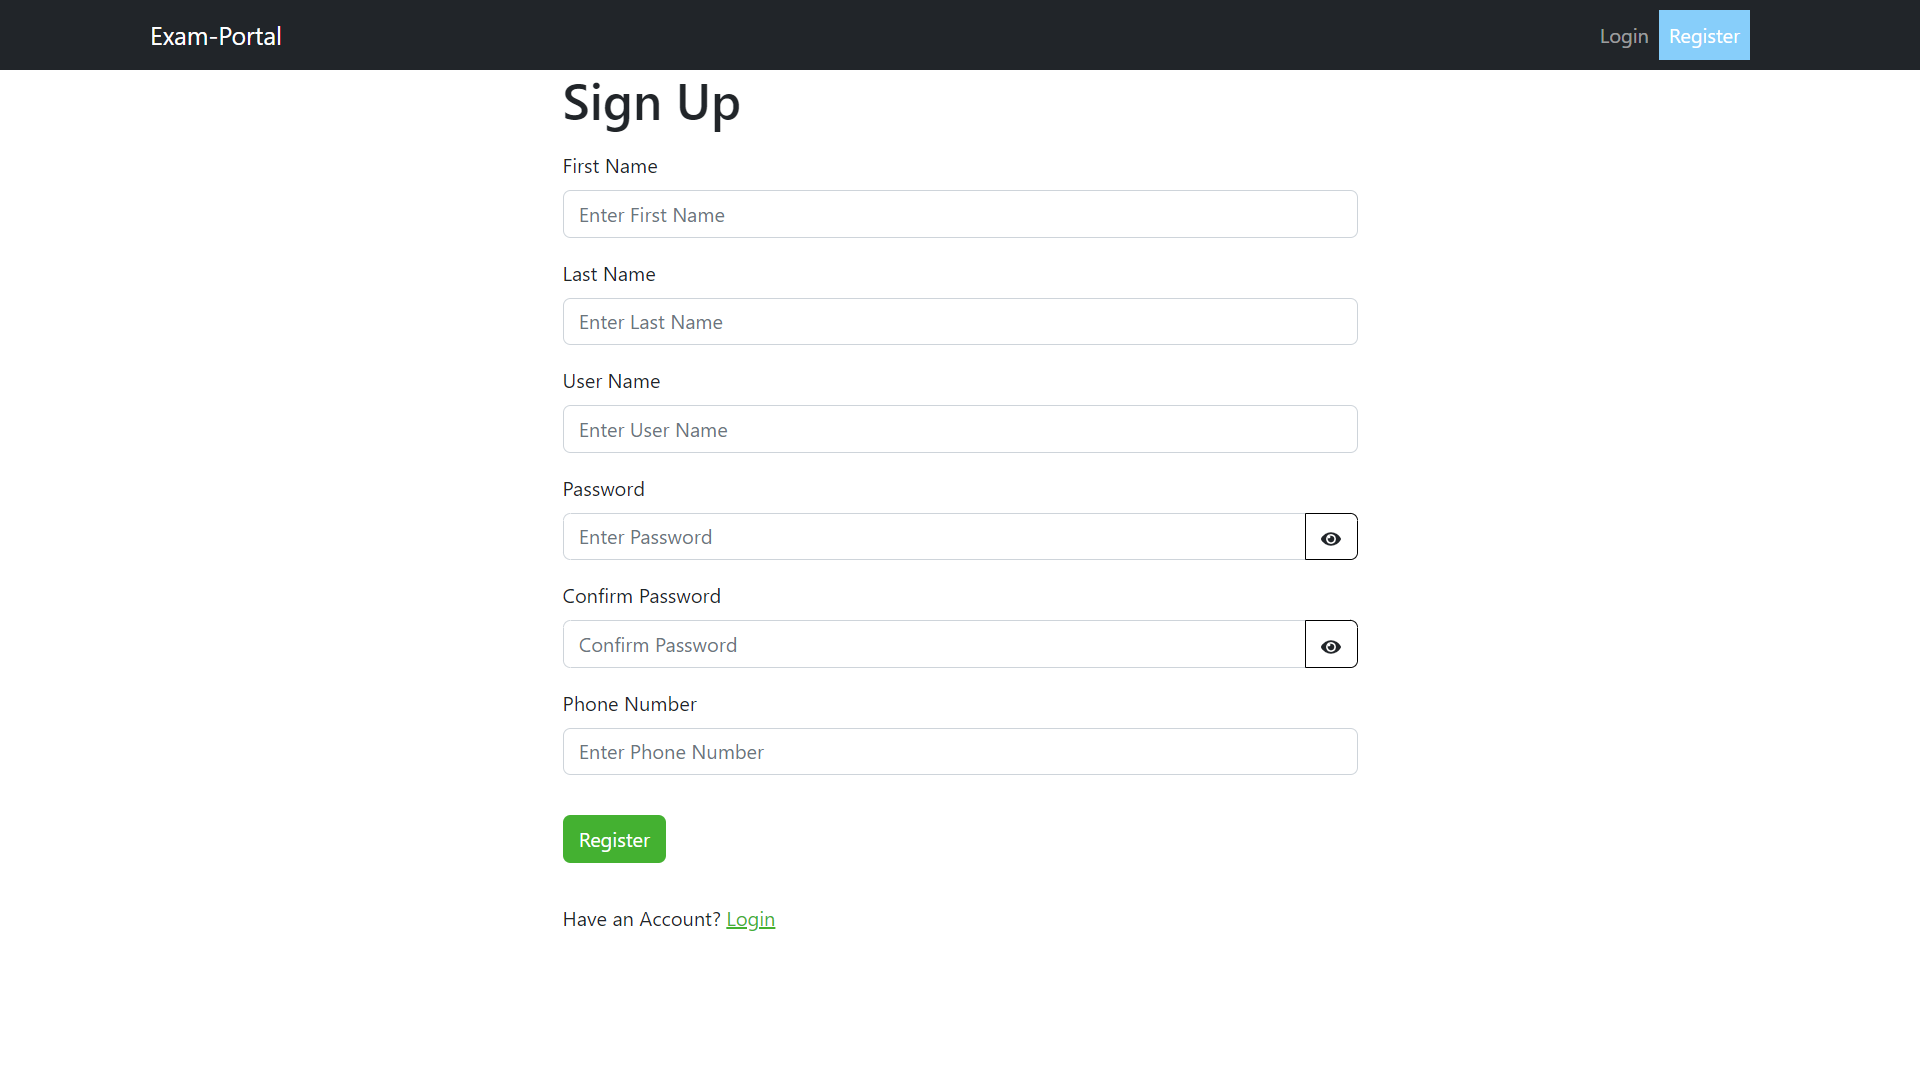 Exam-Portal
Login Register
Sign Up
First Name
Enter First Name
Last Name
Enter Last Name
User Name
Enter User Name
Password
Enter Password
Confirm Password
Confirm Password
Phone Number
Enter Phone Number
Register
Have an Account? Login